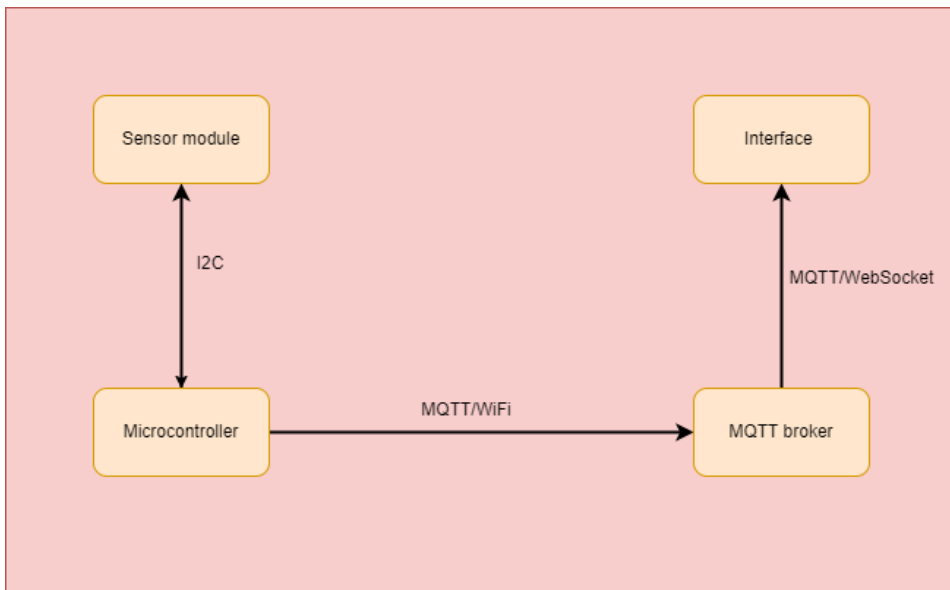 Sensor module
Interface
I2C
MQTT/WebSocket
MQTT/WiFi
Microcontroller
MQTT broker